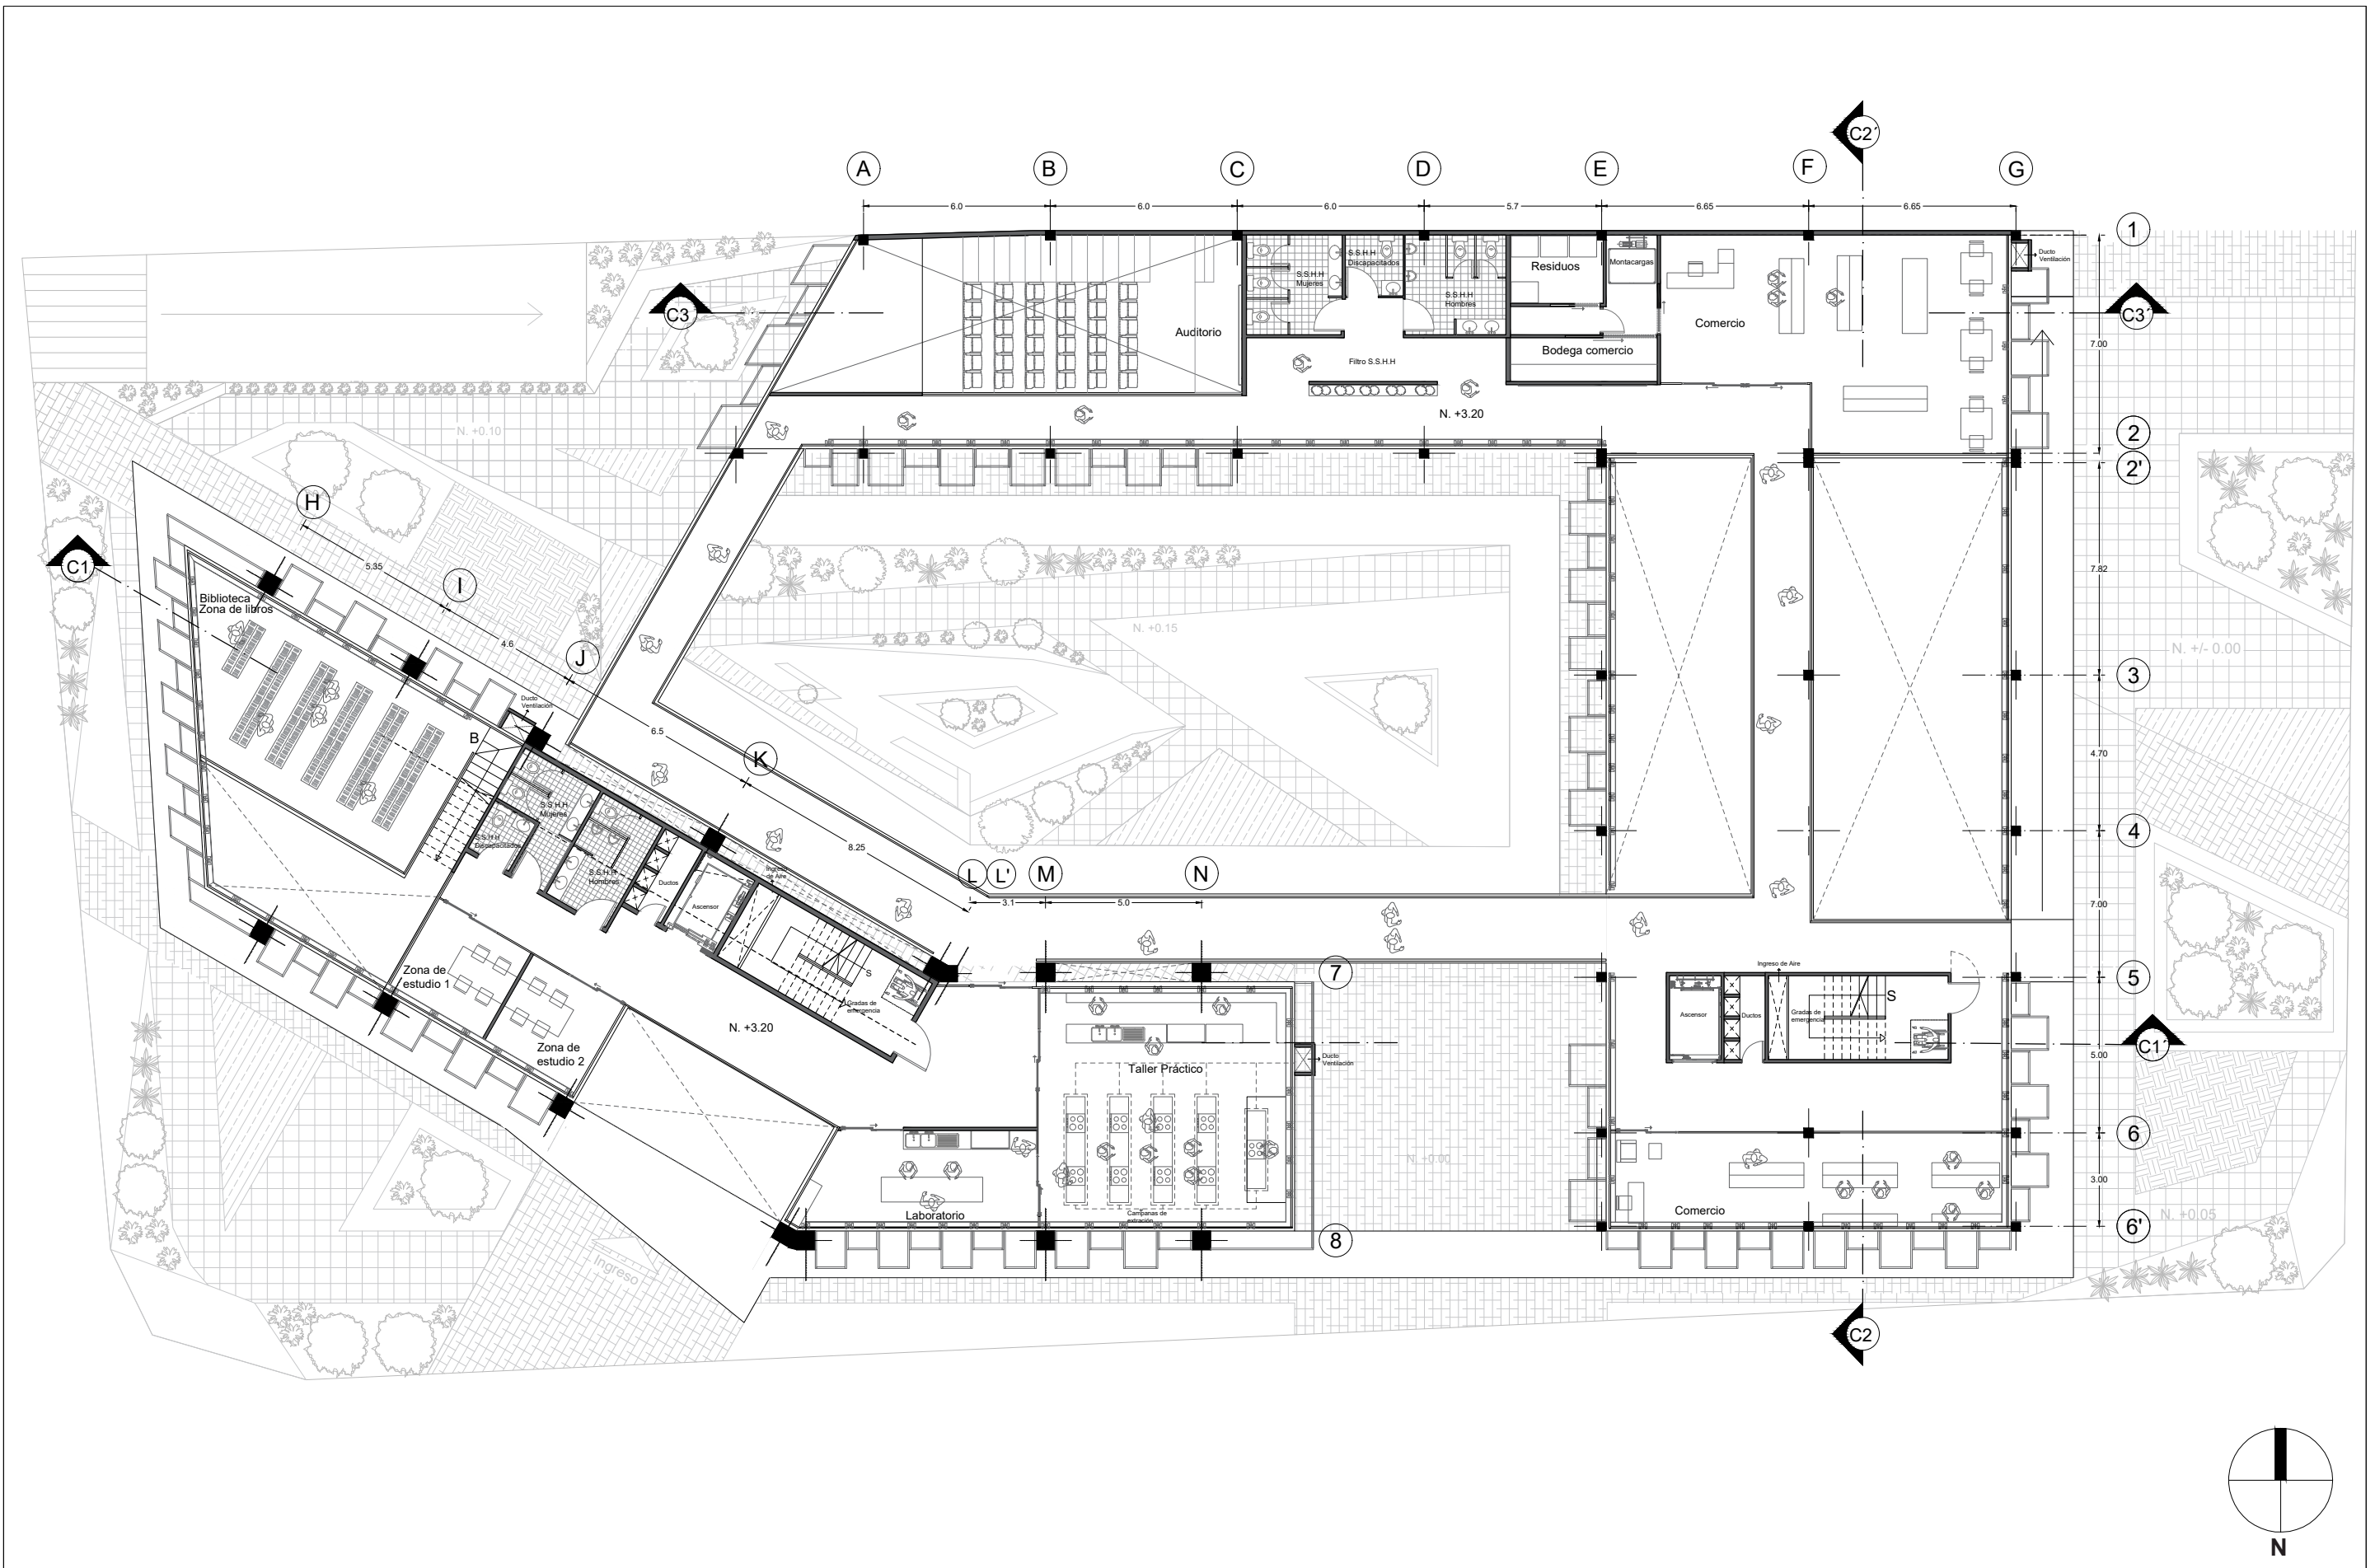 C2´
A
B
C
D
E
F
G
6.0
6.0
6.0
5.7
6.65
6.65
1
Ducto
Ventilación
S.S.H.H
Mujeres
S.S.H.H
Discapacitados
S.S.H.H
Hombres
Residuos
Montacargas
C3
C3´
Auditorio
Comercio
7.00
Bodega comercio
Filtro S.S.H.H
N. +3.20
N. +0.10
2
2'
H
C1
5.35
I
7.82
Biblioteca
Zona de libros
N. +0.15
4.6
J
N. +/- 0.00
3
Ducto
Ventilación
B
6.5
K
4.70
S.S.H.H
Mujeres
S.S.H.H
Discapacitados
8.25
4
S.S.H.H
Hombres
Ductos
Ingreso
de Aire
L
L'
M
N
3.1
5.0
7.00
Ascensor
S
Zona de
estudio 1
7
5
Ingreso de Aire
Gradas de
emergencia
Ascensor
Ductos
Gradas de
emergencia
S
N. +3.20
Zona de
estudio 2
Taller Práctico
Ducto
Ventilación
C1´
5.00
6
N. +0.00
3.00
Laboratorio
Campanas de
extración
Comercio
N. +0.05
8
6'
Ingreso
C2
N